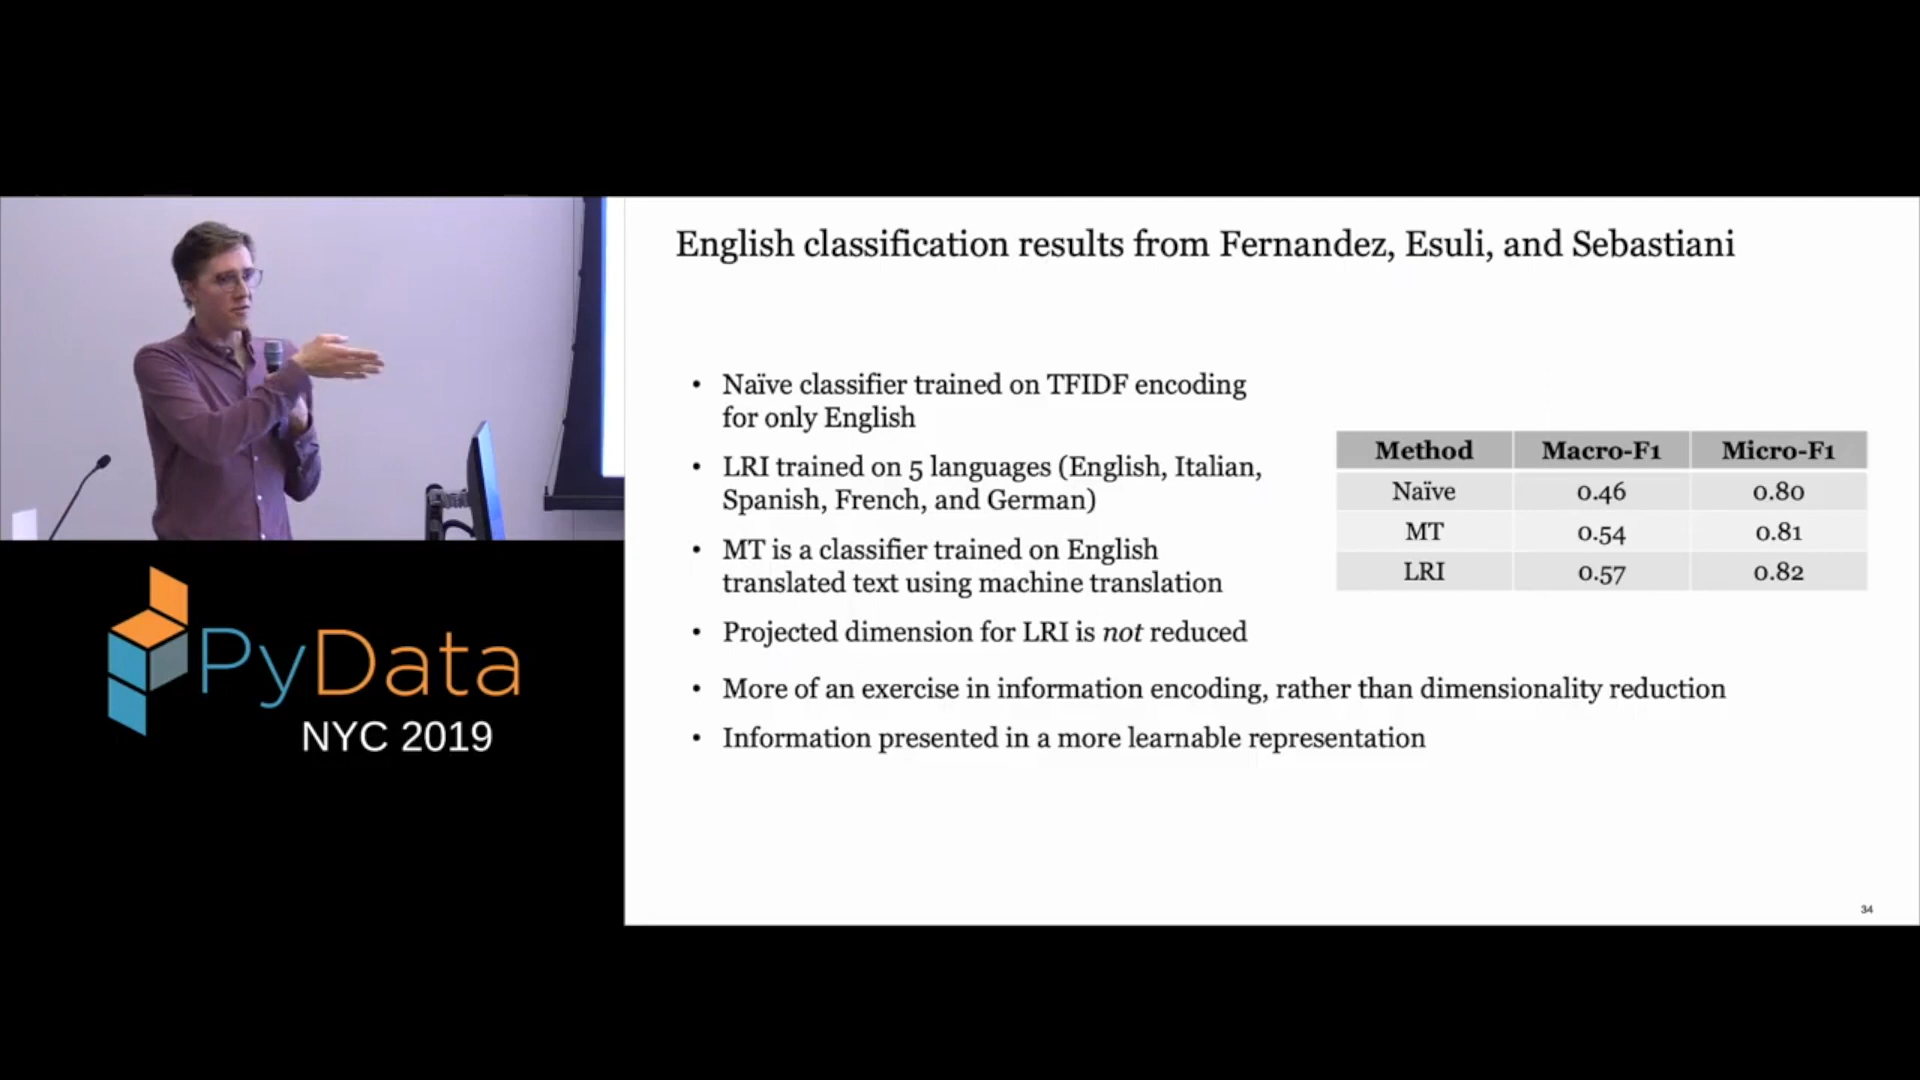 English classification results from Fernandez, Esuli, and Sebastiani
• Naïve classifier trained on TFIDF encoding
for only English
• LRI trained on 5 languages (English, Italian,
Spanish, French, and German)
• MT is a classifier trained on English
translated text using machine translation
• Projected dimension for LRI is not reduced
• More of an exercise in information encoding, rather than dimensionality reduction
• Information presented in a more learnable representation
Method Macro-F1 Micro-F1
Naïve 0.46 0.80
MT 0.54 0.81
LRI 0.57 0.82
34
PyData
NYC 2019